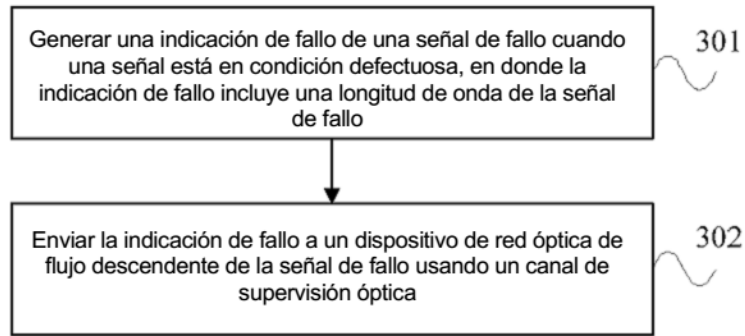 Generar una indicación de fallo de una señal de fallo cuando
una señal está en condición defectuosa, en donde la
indicación de fallo incluye una longitud de onda de la señal
de fallo
301
Enviar la indicación de fallo a un dispositivo de red óptica de
flujo descendente de la señal de fallo usando un canal de
supervisión óptica
302